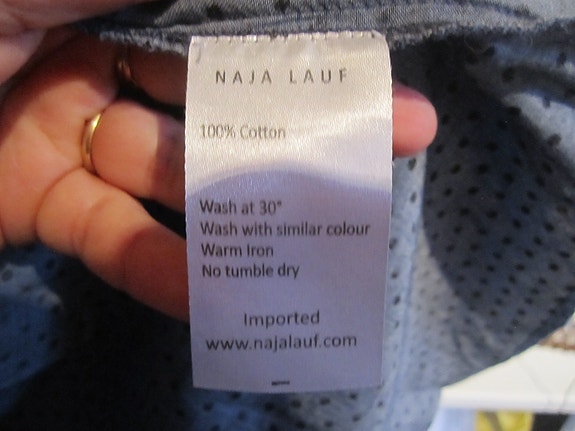 NAJA LAUF
100% Cotton
Wash at 30°
Wash with similar colour
Warm Iron
No tumble dry
Imported
www.najalauf.com